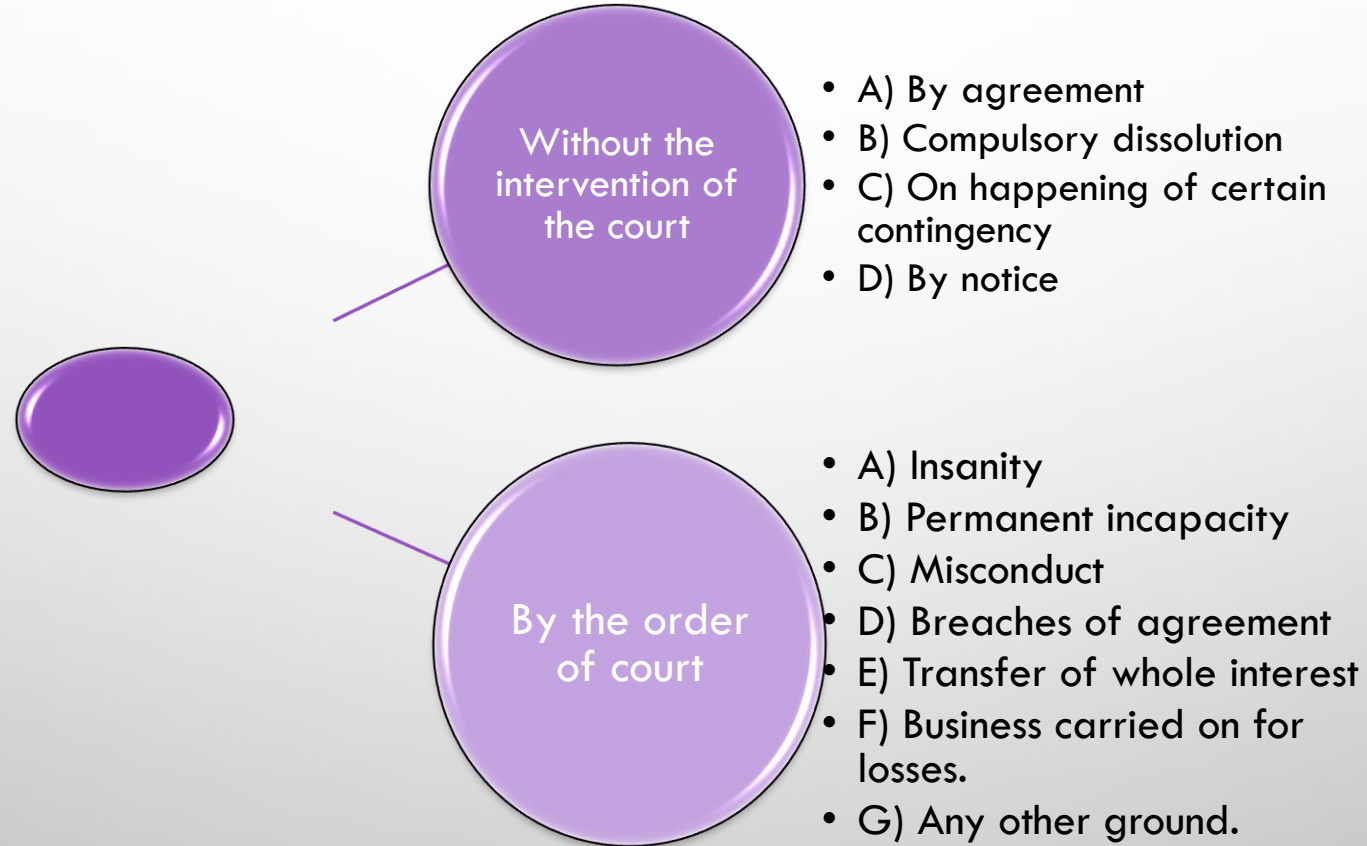 Without the
intervention of
the court
• A) By agreement
• B) Compulsory dissolution
• C) On happening of certain
contingency
• D) By notice
By the order
of court
• A) Insanity
• B) Permanent incapacity
• C) Misconduct
• D) Breaches of agreement
• E) Transfer of whole interest
• F) Business carried on for
losses.
• G) Any other ground.